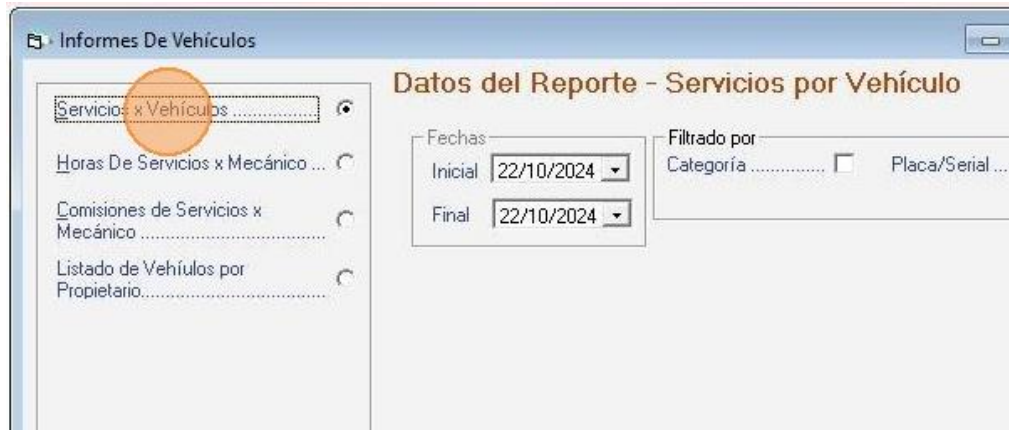 Informes De Vehículos
Datos del Reporte - Servicios por Vehículo
Servicios x Vehículos ................
Horas De Servicios x Mecánico ...
Comisiones de Servicios x
Mecánico ...................................
Listado de Vehíulos por
Propietario...................................
Fechas
Inicial 22/10/2024
Final 22/10/2024
Filtrado por
Categoría ............... Placa/Serial ...